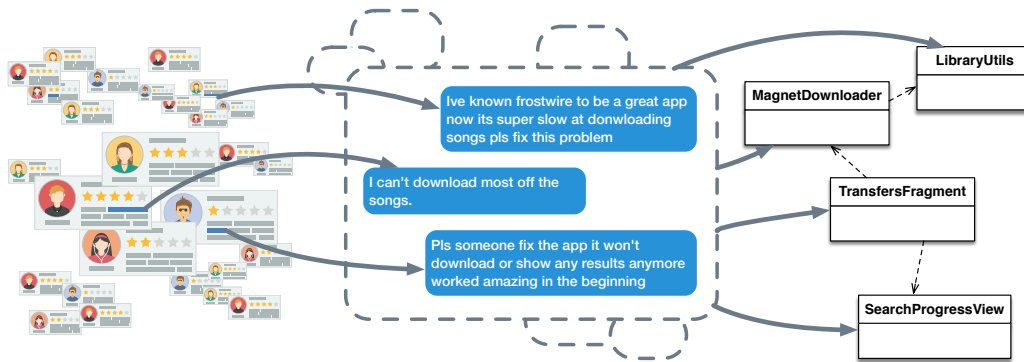 Ive known frostwire to be a great app
now its super slow at donwloading
songs pls fix this problem
I can't download most off the
songs.
Pls someone fix the app it won't
download or show any results anymore
worked amazing in the beginning
LibraryUtils
MagnetDownloader
TransfersFragment
SearchProgressView